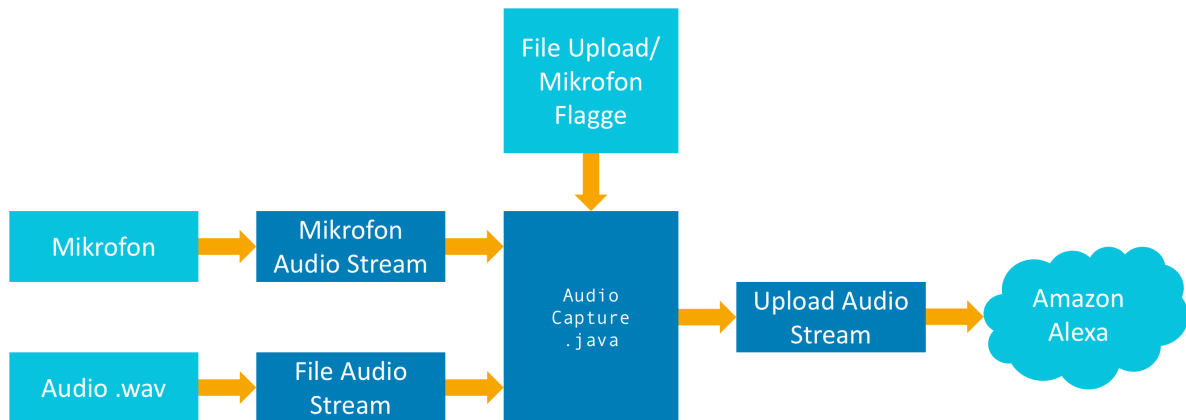 File Upload/
Mikrofon
Flagge
Mikrofon
Mikrofon
Audio Stream
Audio
Capture
.java
Upload Audio
Stream
Amazon
Alexa
Audio .wav
File Audio
Stream